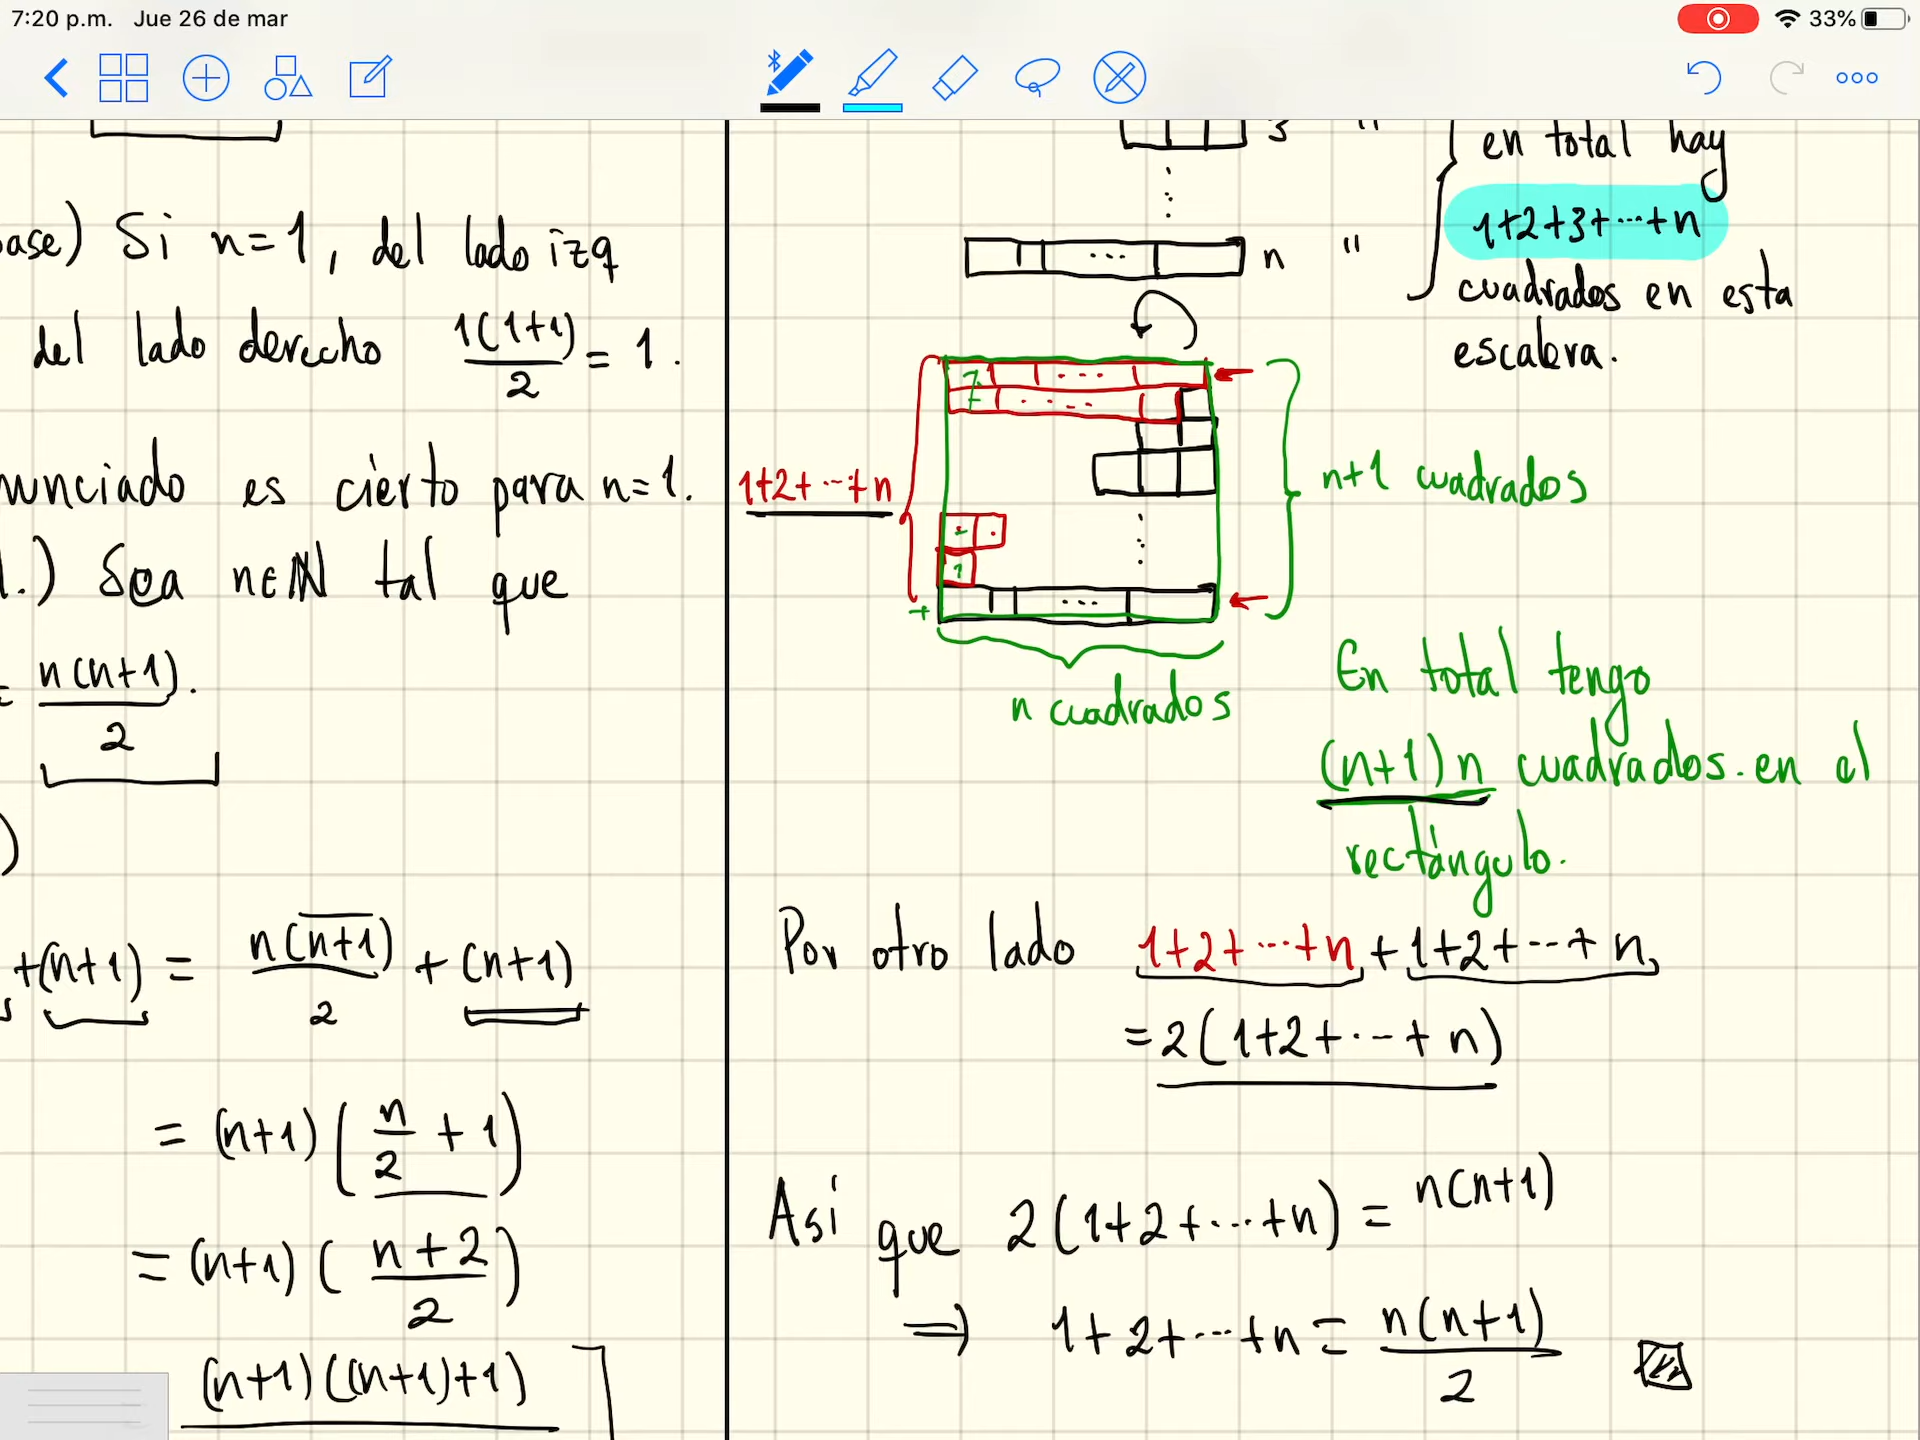 7:20 p.m. Jue 26 de mar
33%
ase) Si n=1, del lado izq
del lado derecho 1(1+1)/2 = 1.
nunciado es cierto para n=1.
.) Sea n∈ℕ tal que
= n(n+1)/2.
)
+(n+1) = n(n+1)/2 + (n+1)
= (n+1)(n/2 + 1)
= (n+1)(n+2/2)
(n+1)((n+1)+1)
3 "
⋮
... n "
en total hay
1+2+3+···+n
cuadrados en esta
escalera.
1+2+···+n
n+1 cuadrados
n cuadrados
En total tengo
(n+1)n cuadrados. en el
rectángulo.
Por otro lado 1+2+···+n + 1+2+···+n,
= 2(1+2+···+n)
Asi que 2(1+2+···+n) = n(n+1)
⇒ 1+2+···+n = n(n+1)/2